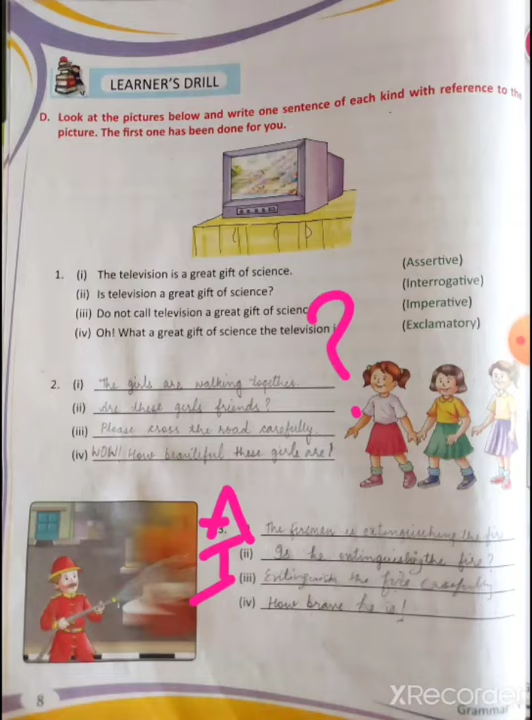 LEARNER'S DRILL
D. Look at the pictures below and write one sentence of each kind with reference to the
picture. The first one has been done for you.
1. (i) The television is a great gift of science. (Assertive)
(ii) Is television a great gift of science? (Interrogative)
(iii) Do not call television a great gift of scienc (Imperative)
(iv) Oh! What a great gift of science the television i (Exclamatory)
?
2. (i) The girls are walking together.
(ii) Are these girls friends?
(iii) Please cross the road carefully.
(iv) WOW! How beautiful these girls are!
A
3. The fireman is extinguishing the fire
I
(ii) Is he extinguishing the fire?
(iii) Extinguish the fire carefully
(iv) How brave he is!
8
XRecorder
Grammar